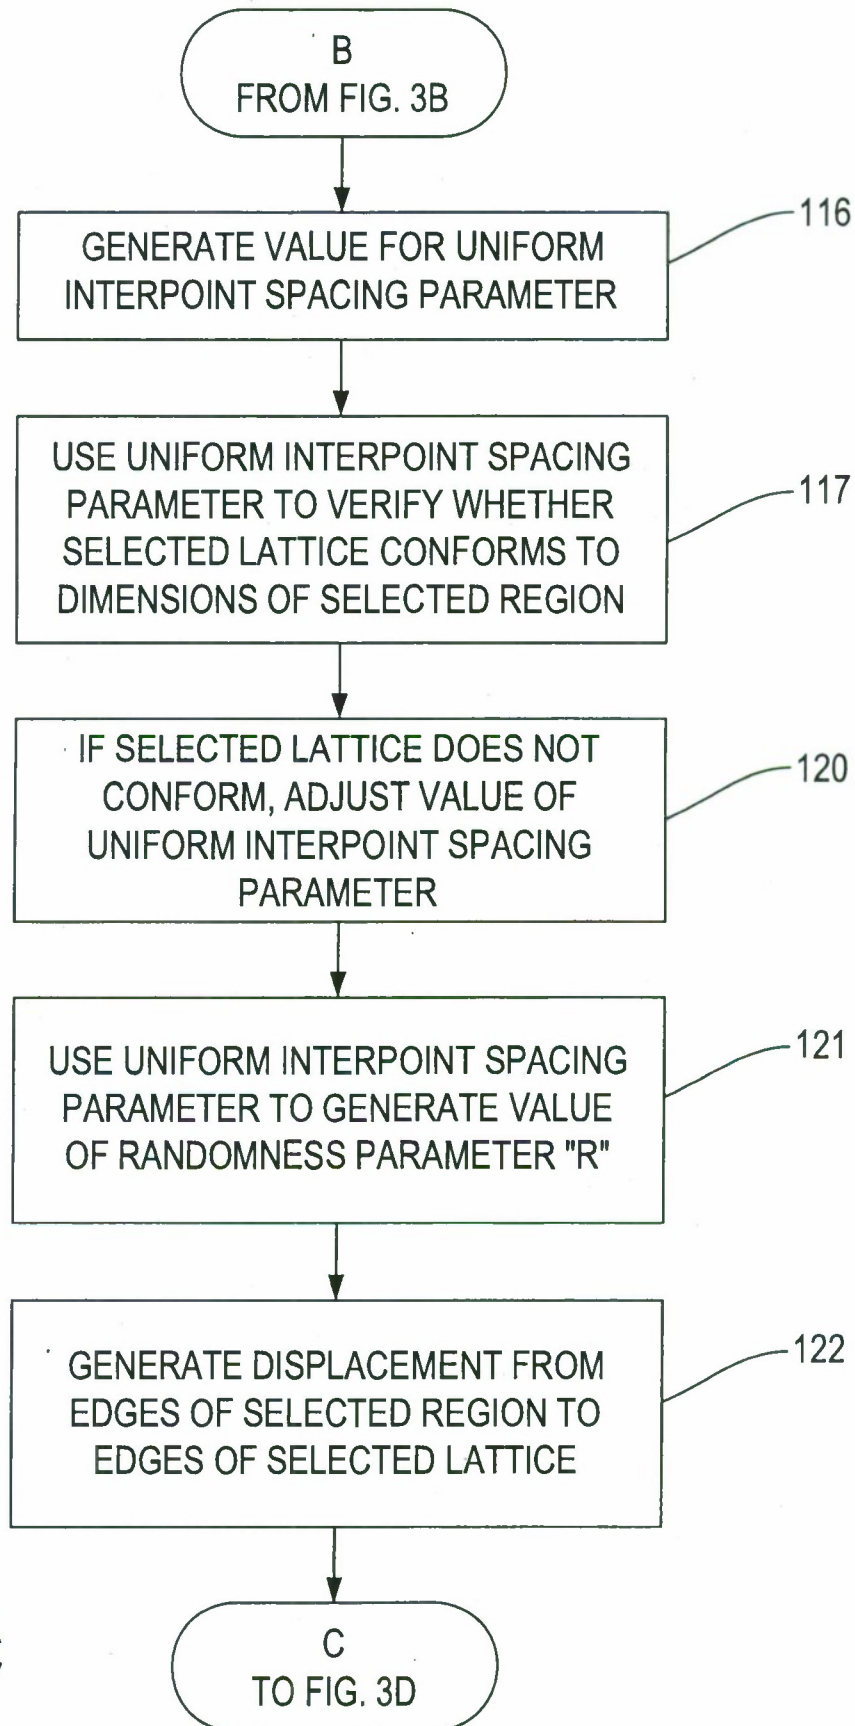 B
FROM FIG. 3B
116
GENERATE VALUE FOR UNIFORM
INTERPOINT SPACING PARAMETER
USE UNIFORM INTERPOINT SPACING
PARAMETER TO VERIFY WHETHER
SELECTED LATTICE CONFORMS TO
DIMENSIONS OF SELECTED REGION
117
IF SELECTED LATTICE DOES NOT
CONFORM, ADJUST VALUE OF
UNIFORM INTERPOINT SPACING
PARAMETER
120
USE UNIFORM INTERPOINT SPACING
PARAMETER TO GENERATE VALUE
OF RANDOMNESS PARAMETER "R"
121
GENERATE DISPLACEMENT FROM
EDGES OF SELECTED REGION TO
EDGES OF SELECTED LATTICE
122
C
TO FIG. 3D